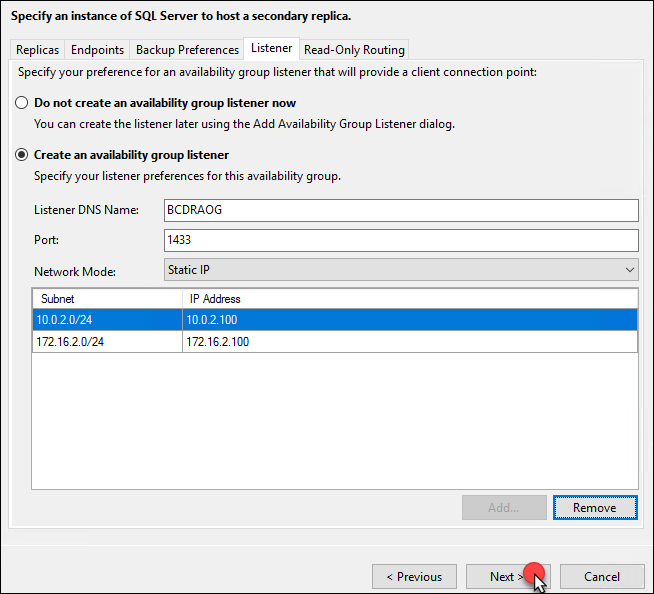 Specify an instance of SQL Server to host a secondary replica.
Replicas Endpoints Backup Preferences Listener Read-Only Routing
Specify your preference for an availability group listener that will provide a client connection point:
Do not create an availability group listener now
You can create the listener later using the Add Availability Group Listener dialog.
Create an availability group listener
Specify your listener preferences for this availability group.
Listener DNS Name: BCDRAOG
Port: 1433
Network Mode: Static IP
Subnet IP Address
10.0.2.0/24 10.0.2.100
172.16.2.0/24 172.16.2.100
Add... Remove
< Previous Next > Cancel